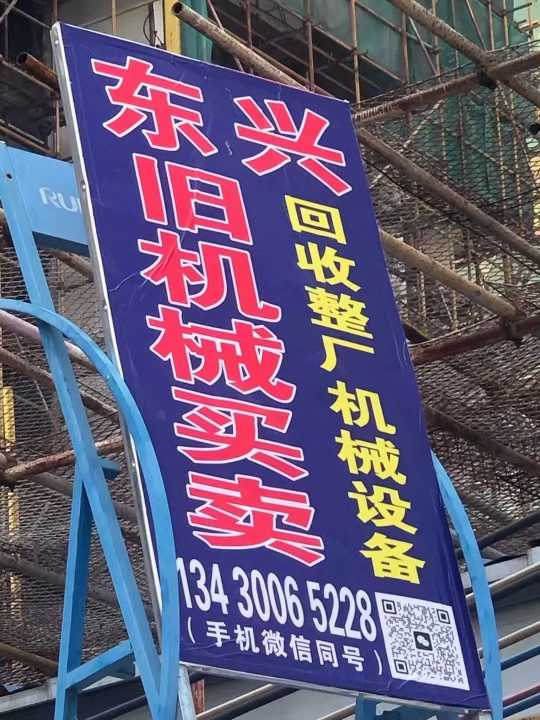 东兴
旧机械买卖
回收整厂机械设备
134 3006 5228
(手机微信同号)